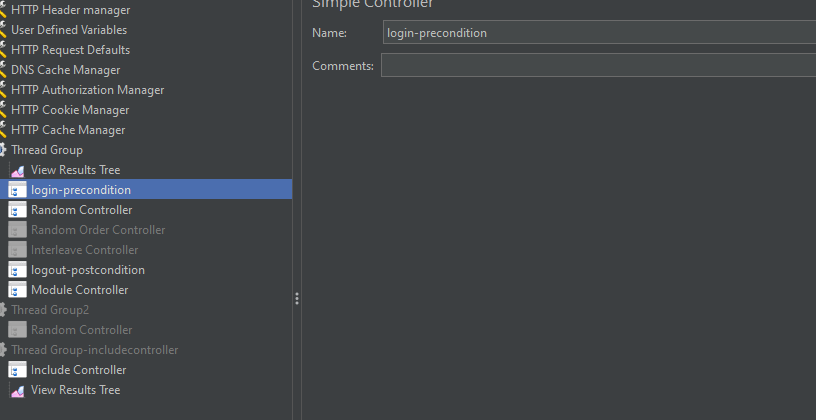 HTTP Header manager
User Defined Variables
HTTP Request Defaults
DNS Cache Manager
HTTP Authorization Manager
HTTP Cookie Manager
HTTP Cache Manager
Thread Group
View Results Tree
login-precondition
Random Controller
Random Order Controller
Interleave Controller
logout-postcondition
Module Controller
Thread Group2
Random Controller
Thread Group-includecontroller
Include Controller
View Results Tree
Simple Controller
Name: login-precondition
Comments: